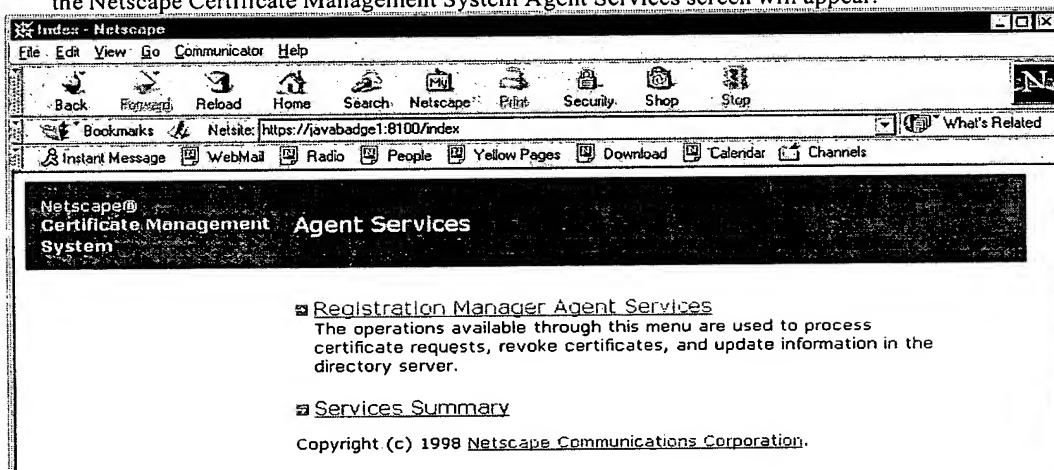 the Netscape Certificate Management System Agent Services screen will appear.
Index - Netscape
File Edit View Go Communicator Help
Back Forward Reload Home Search Netscape Print Security Shop Stop
Bookmarks Netsite: https://javabadge1:8100/index What's Related
Instant Message WebMail Radio People Yellow Pages Download Calendar Channels
Netscape®
Certificate Management
System
Agent Services
Registration Manager Agent Services
The operations available through this menu are used to process
certificate requests, revoke certificates, and update information in the
directory server.
Services Summary
Copyright (c) 1998 Netscape Communications Corporation.